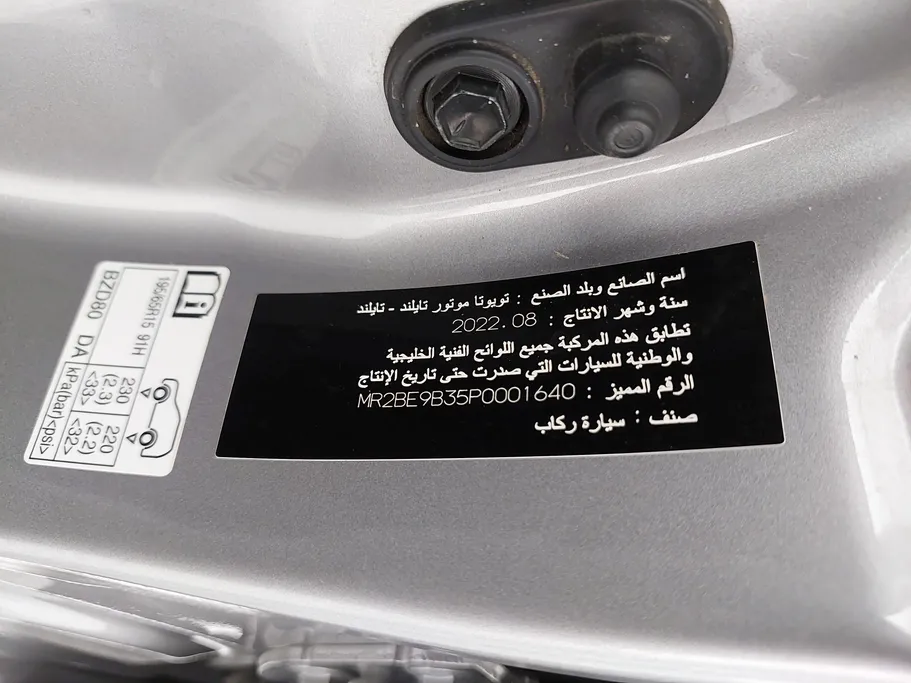 اسم الصانع وبلد الصنع : تويوتا موتور تايلند - تايلند
سنة وشهر الانتاج : 2022.08
تطابق هذه المركبة جميع اللوائح الفنية الخليجية
والوطنية للسيارات التي صدرت حتى تاريخ الإنتاج
الرقم المميز : MR2BE9B35P0001640
صنف : سيارة ركاب
195/65R15 91H
230
(2.3)
<33>
220
(2.2)
<32>
BZD80 DA
kPa(bar)<psi>